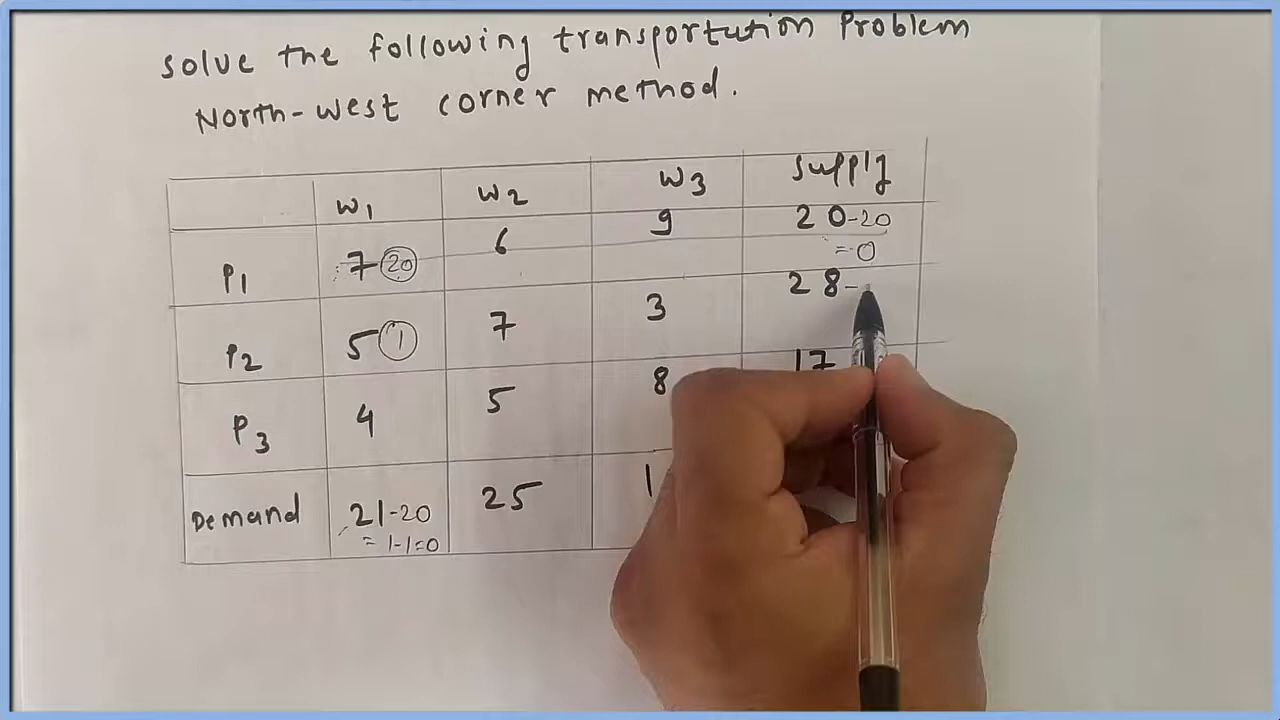 solve the following transportution Problem
North-west corner method.
W1 W2 W3 supply
P1 7 20 6 9 20-20
=0
P2 5 1 7 3 28-
P3 4 5 8 17
Demand 21-20 25 1
=1-1=0